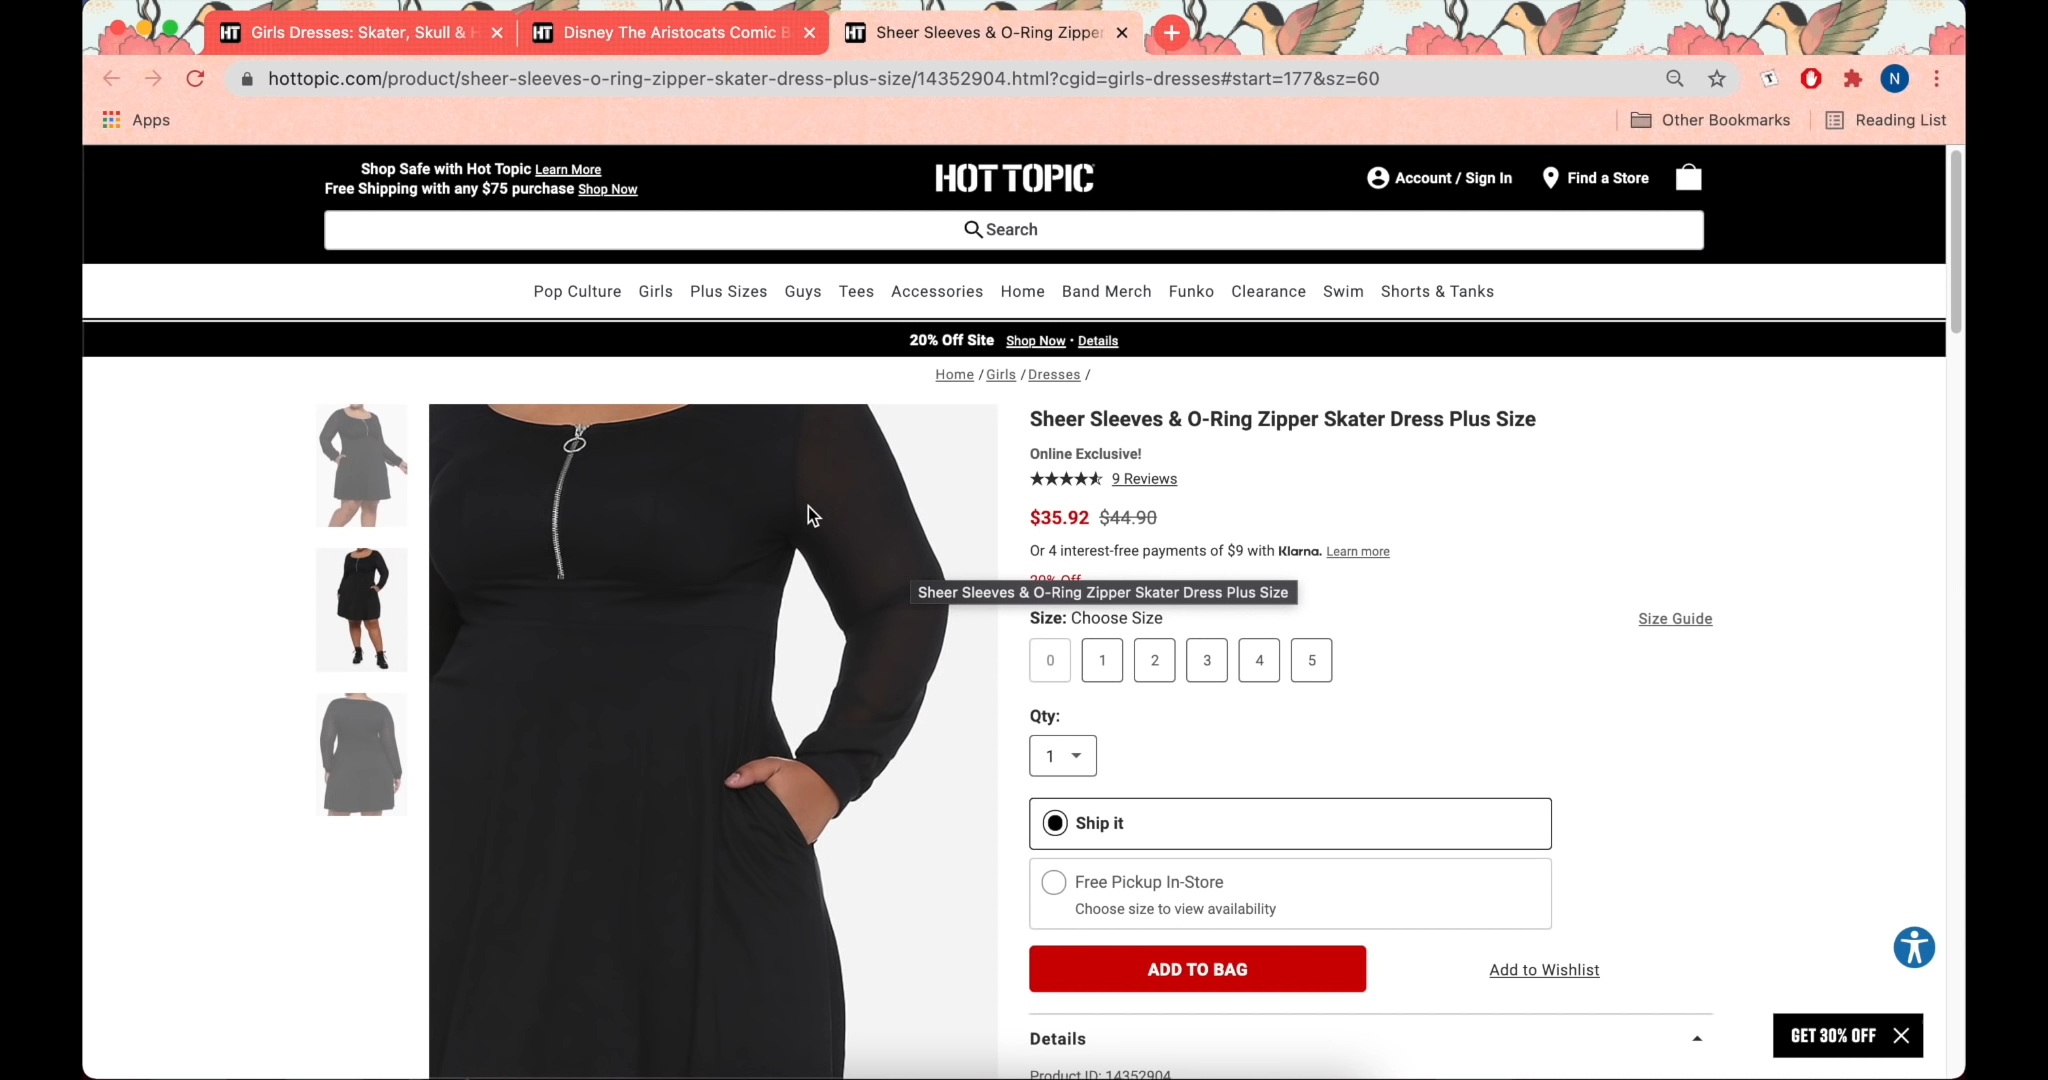 HT Girls Dresses: Skater, Skull &
HT Disney The Aristocats Comic
HT Sheer Sleeves & O-Ring Zipper
hottopic.com/product/sheer-sleeves-o-ring-zipper-skater-dress-plus-size/14352904.html?cgid=girls-dresses#start=177&sz=60
N
Apps
Other Bookmarks
Reading List
Shop Safe with Hot Topic Learn More
Free Shipping with any $75 purchase Shop Now
HOT TOPIC
Account / Sign In
Find a Store
Search
Pop Culture Girls Plus Sizes Guys Tees Accessories Home Band Merch Funko Clearance Swim Shorts & Tanks
20% Off Site Shop Now · Details
Home / Girls / Dresses /
Sheer Sleeves & O-Ring Zipper Skater Dress Plus Size
Online Exclusive!
9 Reviews
$35.92 $44.90
Or 4 interest-free payments of $9 with Klarna. Learn more
20% Off
Sheer Sleeves & O-Ring Zipper Skater Dress Plus Size
Size: Choose Size
Size Guide
0 1 2 3 4 5
Qty:
1
Ship it
Free Pickup In-Store
Choose size to view availability
ADD TO BAG
Add to Wishlist
GET 30% OFF
Details
Product ID: 14352904